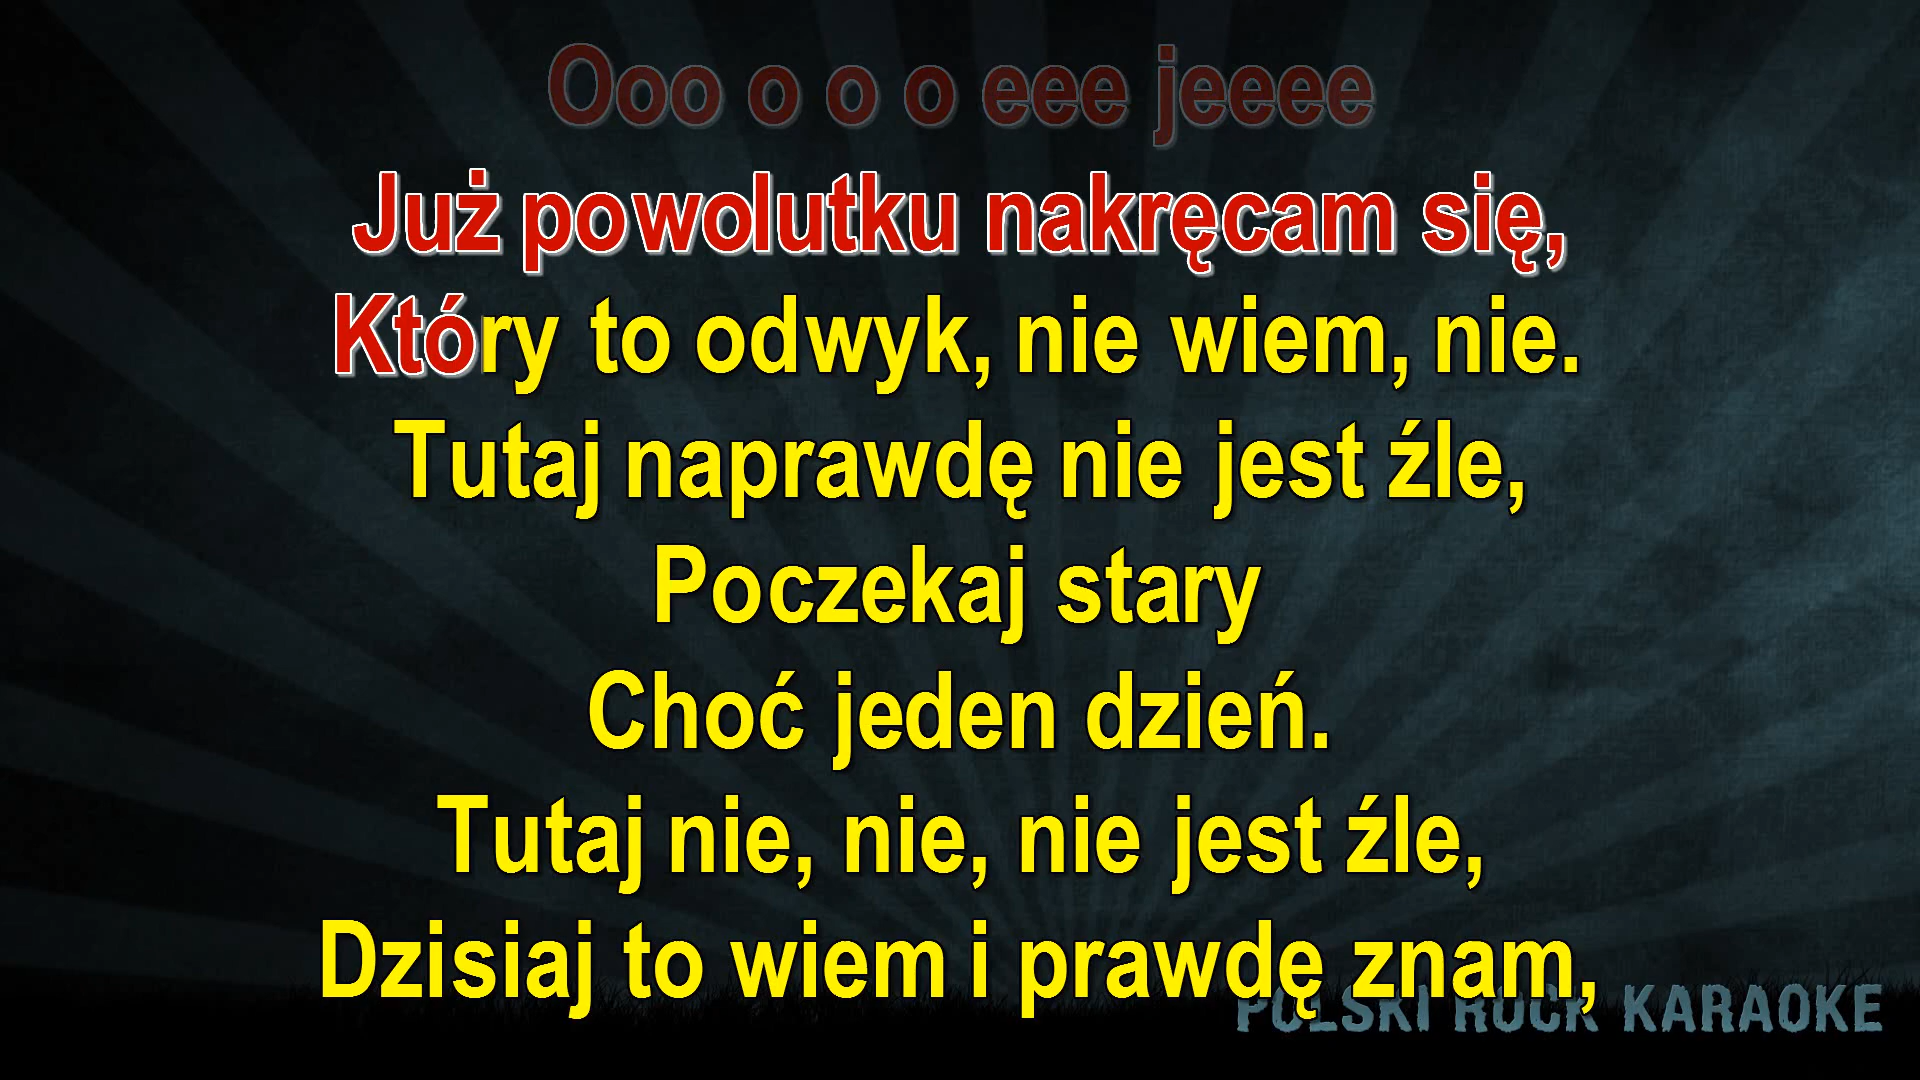 Ooo o o o eee jeeee
Już powolutku nakręcam się,
Który to odwyk, nie wiem, nie.
Tutaj naprawdę nie jest źle,
Poczekaj stary
Choć jeden dzień.
Tutaj nie, nie, nie jest źle,
Dzisiaj to wiem i prawdę znam,
POLSKI ROCK KARAOKE